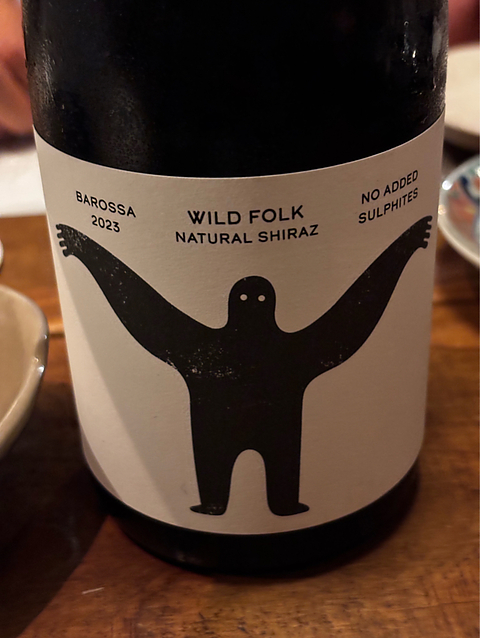 BAROSSA
2023
WILD FOLK
NATURAL SHIRAZ
NO ADDED
SULPHITES